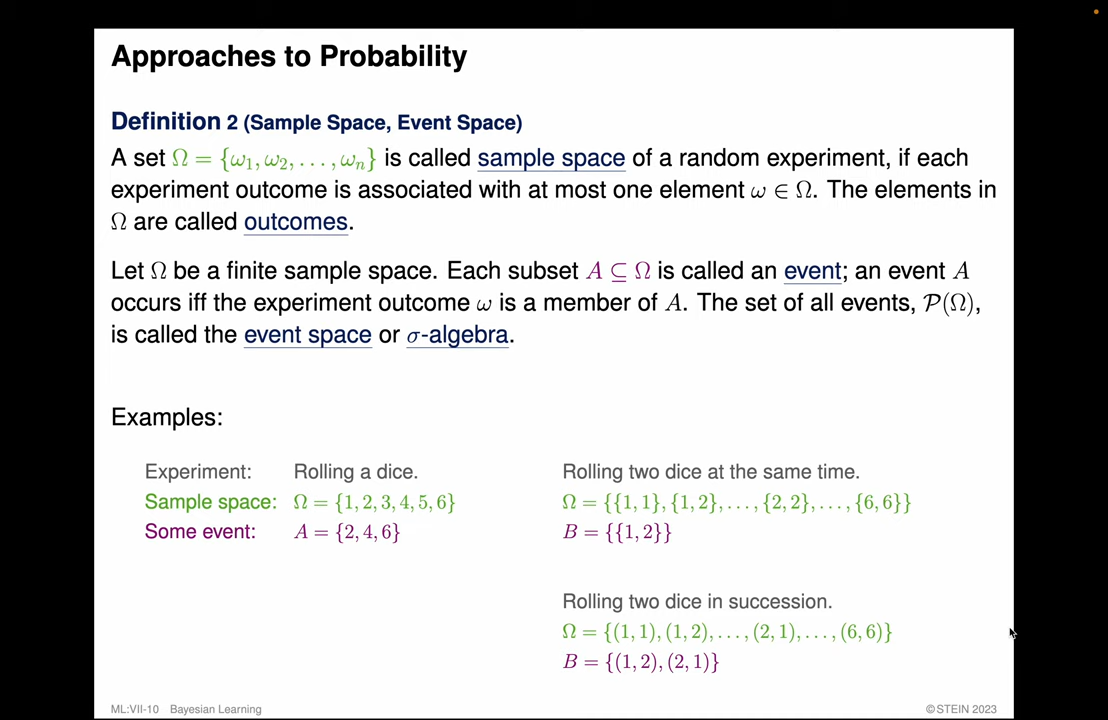 Approaches to Probability
Definition 2 (Sample Space, Event Space)
A set Ω = {ω₁, ω₂, . . . , ωₙ} is called sample space of a random experiment, if each
experiment outcome is associated with at most one element ω ∈ Ω. The elements in
Ω are called outcomes.
Let Ω be a finite sample space. Each subset A ⊆ Ω is called an event; an event A
occurs iff the experiment outcome ω is a member of A. The set of all events, 𝒫(Ω),
is called the event space or σ-algebra.
Examples:
Experiment: Rolling a dice. Rolling two dice at the same time.
Sample space: Ω = {1, 2, 3, 4, 5, 6} Ω = {{1, 1}, {1, 2}, . . . , {2, 2}, . . . , {6, 6}}
Some event: A = {2, 4, 6} B = {{1, 2}}
Rolling two dice in succession.
Ω = {(1, 1), (1, 2), . . . , (2, 1), . . . , (6, 6)}
B = {(1, 2), (2, 1)}
ML:VII-10 Bayesian Learning ©STEIN 2023